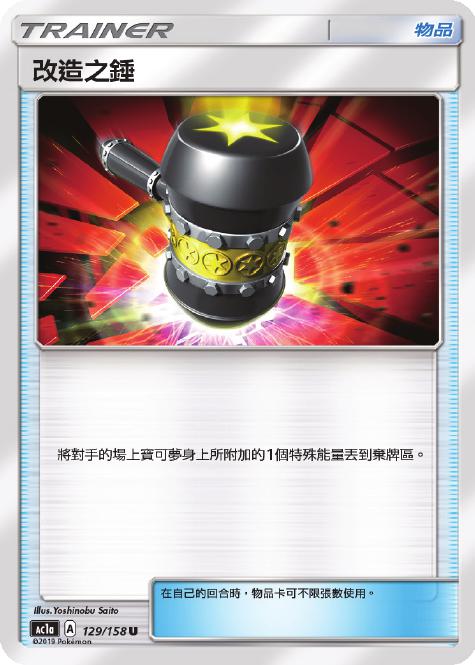 TRAINER
物品
改造之錘
將對手的場上寶可夢身上所附加的1個特殊能量丟到棄牌區。
在自己的回合時，物品卡可不限張數使用。
Illus.Yoshinobu Saito
AC1a A 129/158 U
©2019 Pokémon